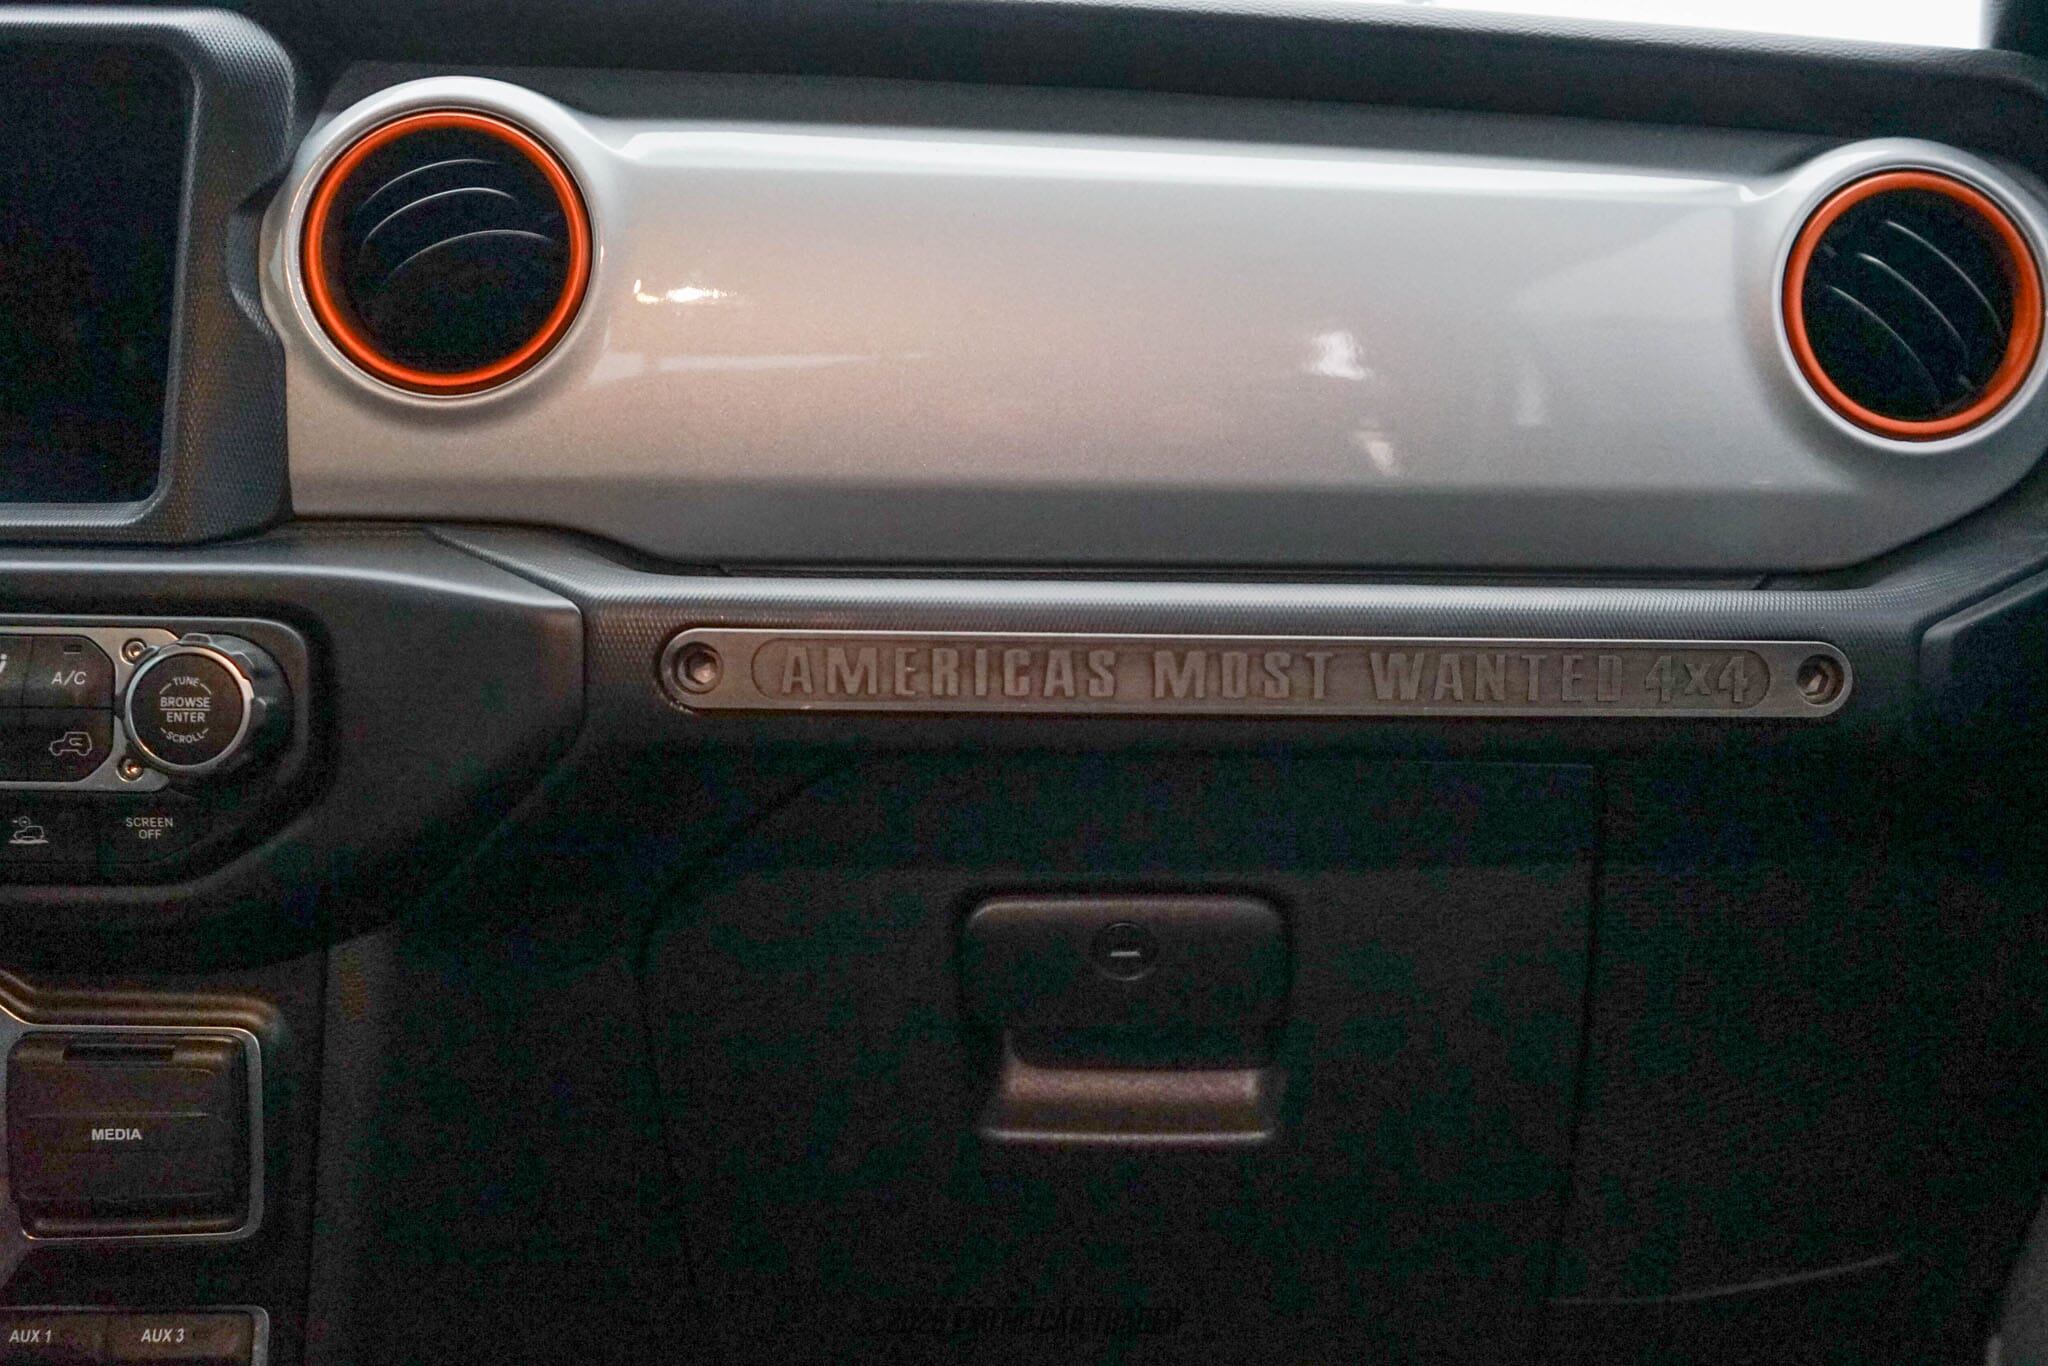 AMERICAS MOST WANTED 4x4
A/C
TUNE
BROWSE
ENTER
SCROLL
SCREEN
OFF
MEDIA
AUX 1
AUX 3